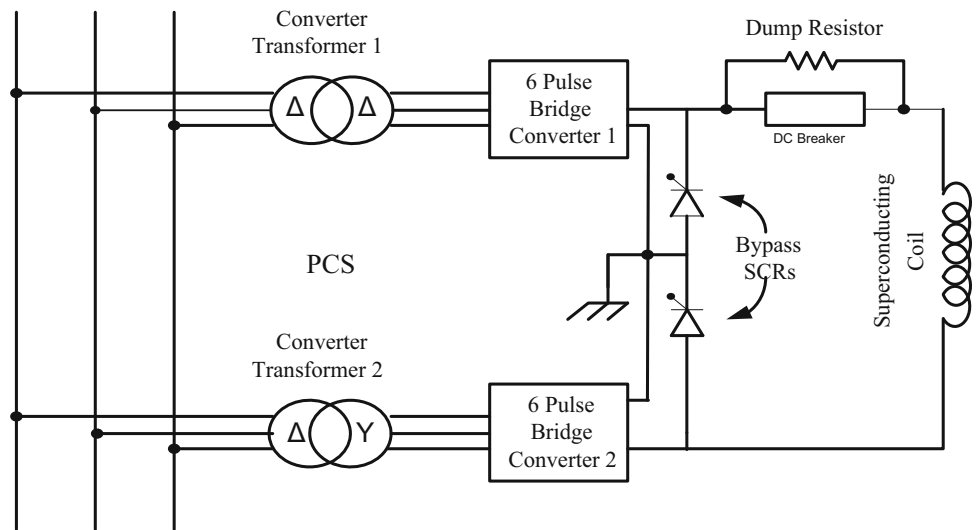 Converter
Transformer 1
Δ Δ
6 Pulse
Bridge
Converter 1
Dump Resistor
DC Breaker
Bypass
SCRs
Superconducting
Coil
PCS
Converter
Transformer 2
Δ Y
6 Pulse
Bridge
Converter 2